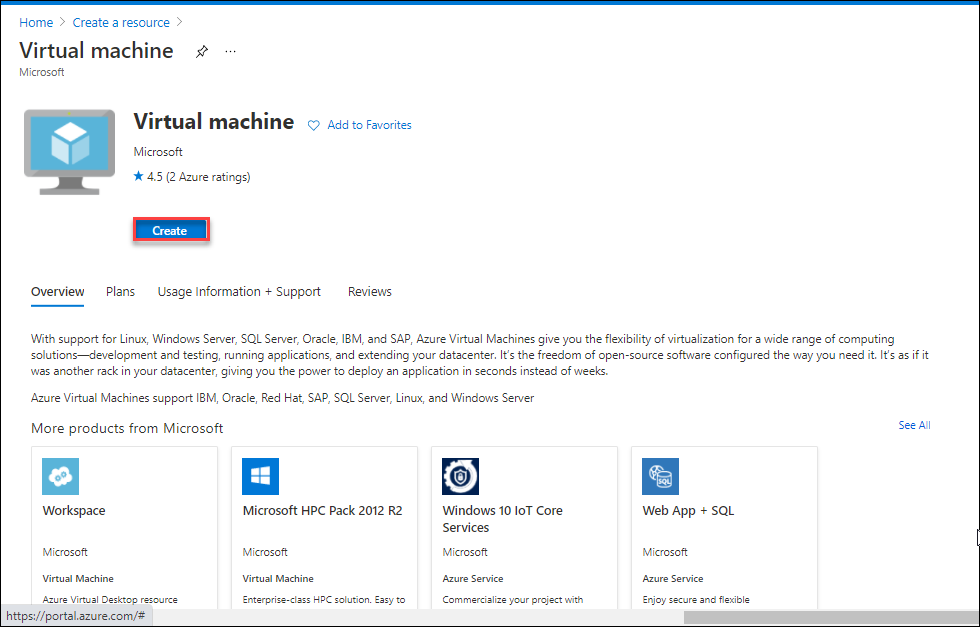 Home > Create a resource >
Virtual machine ...
Microsoft
Virtual machine
Add to Favorites
Microsoft
4.5 (2 Azure ratings)
Create
Overview Plans Usage Information + Support Reviews
With support for Linux, Windows Server, SQL Server, Oracle, IBM, and SAP, Azure Virtual Machines give you the flexibility of virtualization for a wide range of computing
solutions—development and testing, running applications, and extending your datacenter. It's the freedom of open-source software configured the way you need it. It's as if it
was another rack in your datacenter, giving you the power to deploy an application in seconds instead of weeks.
Azure Virtual Machines support IBM, Oracle, Red Hat, SAP, SQL Server, Linux, and Windows Server
More products from Microsoft
See All
Workspace
Microsoft
Virtual Machine
Azure Virtual Desktop resource
Microsoft HPC Pack 2012 R2
Microsoft
Virtual Machine
Enterprise-class HPC solution. Easy to
Windows 10 IoT Core
Services
Microsoft
Azure Service
Commercialize your project with
SQL
Web App + SQL
Microsoft
Azure Service
Enjoy secure and flexible
https://portal.azure.com/#